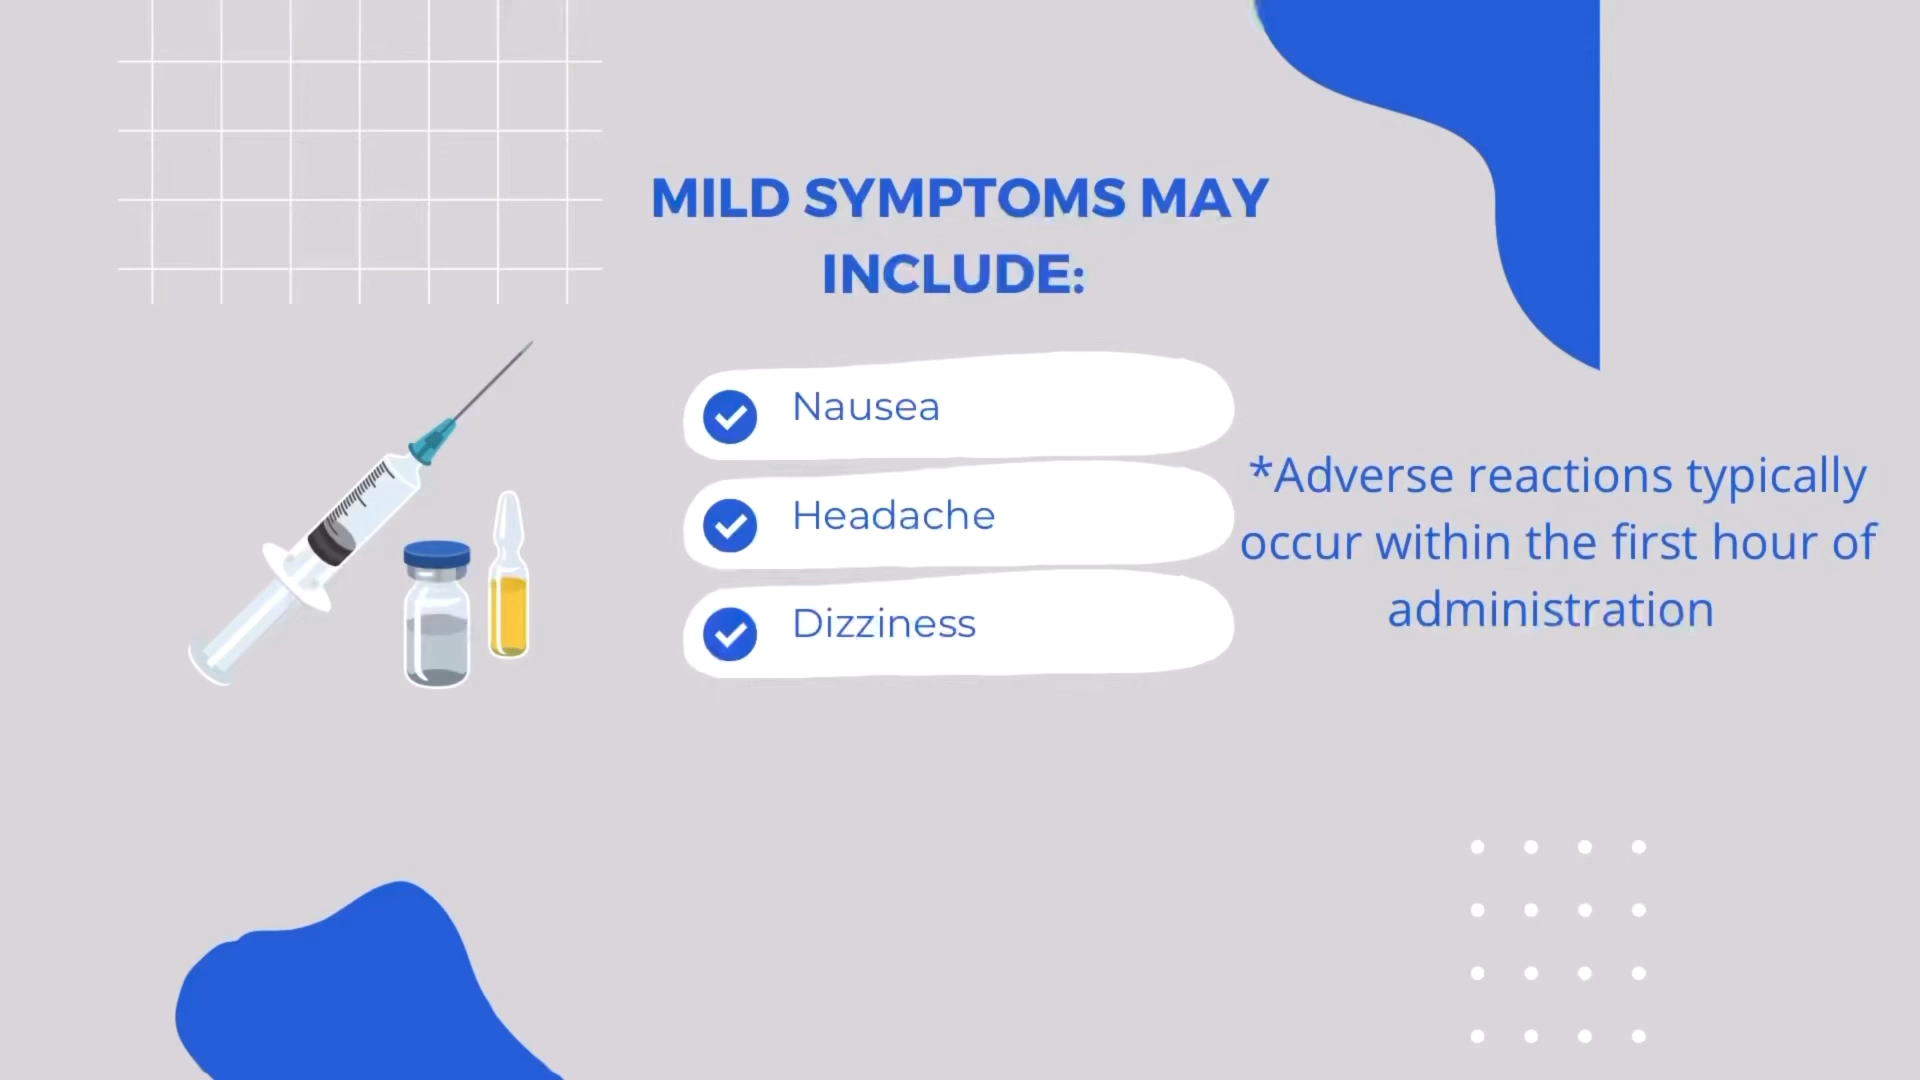 MILD SYMPTOMS MAY
INCLUDE:
Nausea
Headache
Dizziness
*Adverse reactions typically
occur within the first hour of
administration